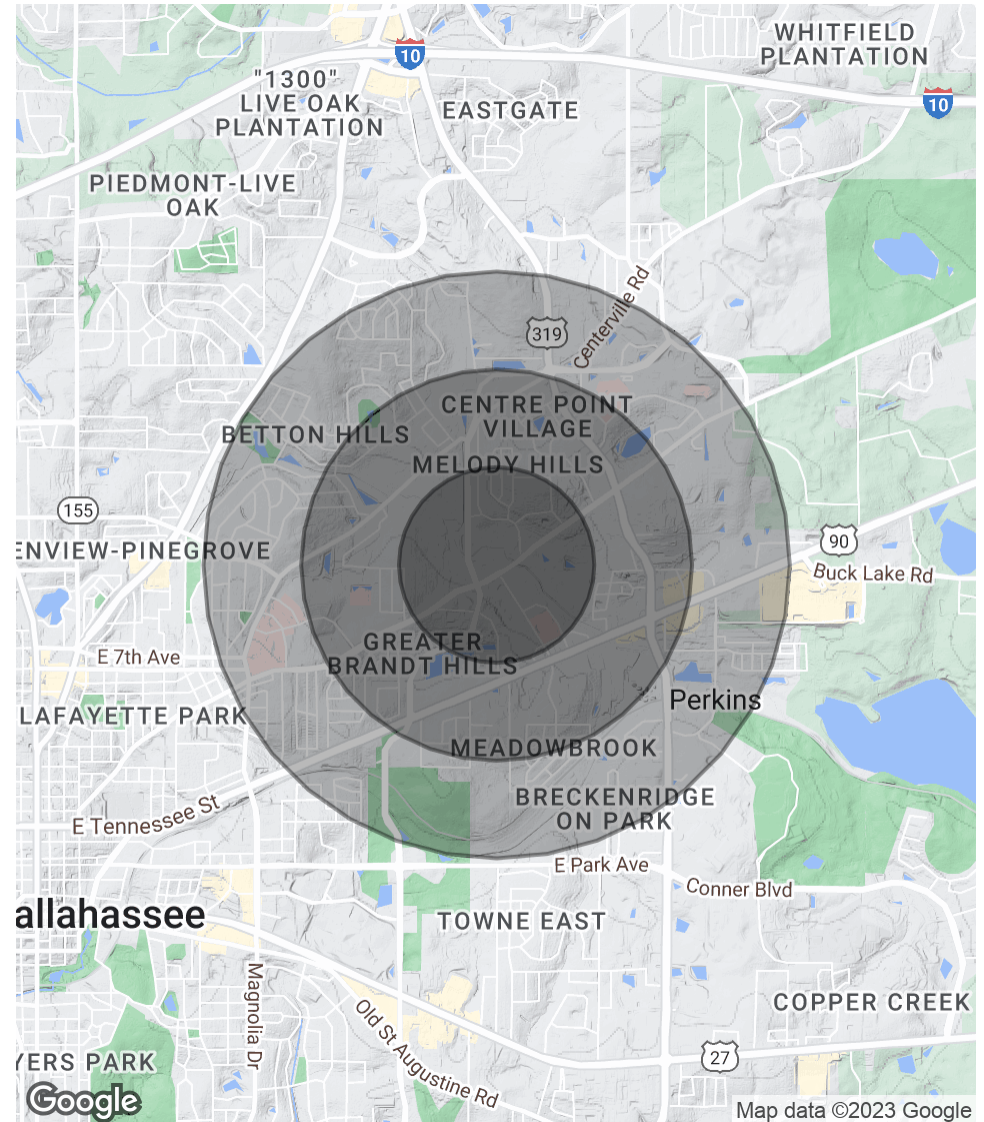 WHITFIELD
PLANTATION
10
"1300"
LIVE OAK
PLANTATION
EASTGATE
10
PIEDMONT-LIVE
OAK
Centerville Rd
319
CENTRE POINT
VILLAGE
BETTON HILLS
MELODY HILLS
155
90
ENVIEW-PINEGROVE
Buck Lake Rd
GREATER
BRANDT HILLS
E 7th Ave
Perkins
LAFAYETTE PARK
MEADOWBROOK
BRECKENRIDGE
ON PARK
E Tennessee St
E Park Ave
Conner Blvd
allahassee
TOWNE EAST
Magnolia Dr
COPPER CREEK
Old St Augustine Rd
27
YERS PARK
Google
Map data ©2023 Google